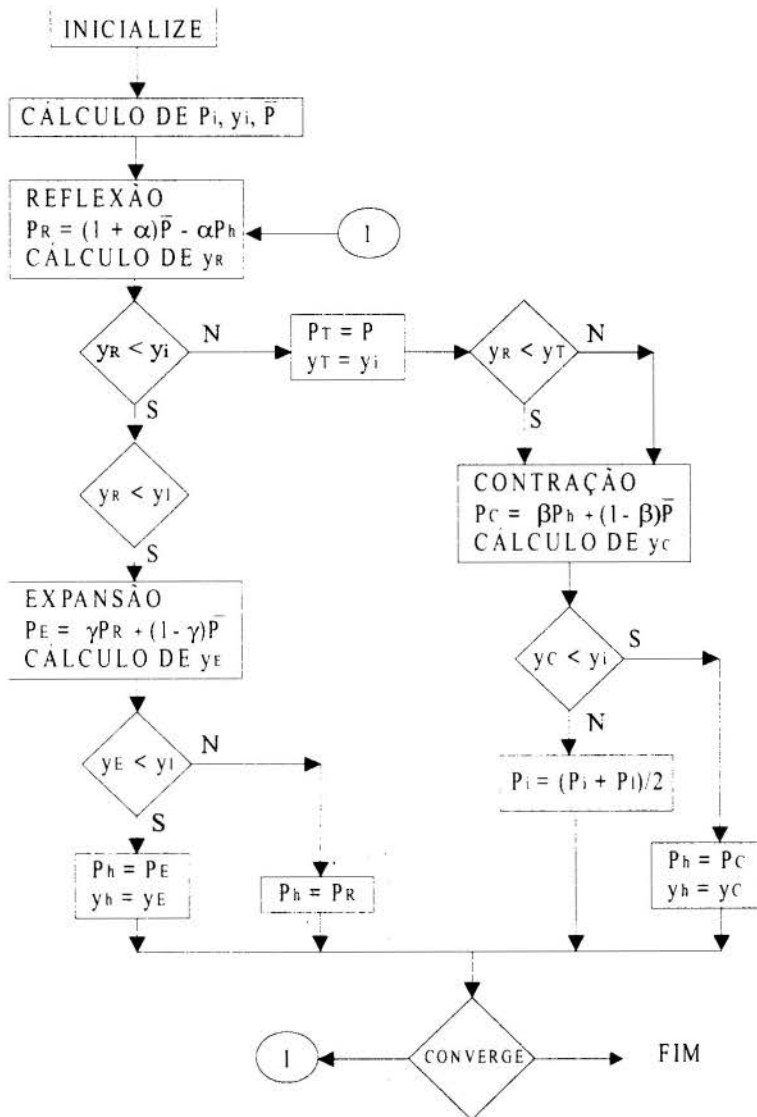 INICIALIZE
CÁLCULO DE Pi, yi, P̅
REFLEXÃO
PR = (1 + α)P̅ - αPh
CÁLCULO DE yR
1
yR < yi
N
S
PT = P
yT = yi
yR < yT
N
S
yR < yl
S
CONTRAÇÃO
PC = βPh + (1 - β)P̅
CÁLCULO DE yC
EXPANSÃO
PE = γPR + (1 - γ)P̅
CÁLCULO DE yE
yC < yi
S
N
yE < yl
N
S
Pi = (Pi + Pl)/2
Ph = PE
yh = yE
Ph = PR
Ph = PC
yh = yC
1
CONVERGE
FIM